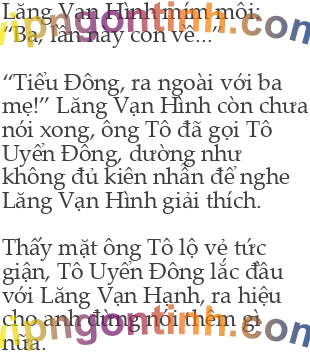 Lăng Vạn Hình mím môi:
“Ba, lần này con về...”
“Tiểu Đông, ra ngoài với ba
mẹ!” Lăng Vạn Hình còn chưa
nói xong, ông Tô đã gọi Tô
Uyển Đông, dường như
không đủ kiên nhẫn để nghe
Lăng Vạn Hình giải thích.
Thấy mặt ông Tô lộ vẻ tức
giận, Tô Uyển Đông lắc đầu
với Lăng Vạn Hạnh, ra hiệu
cho anh đừng nói thêm gì
nữa.